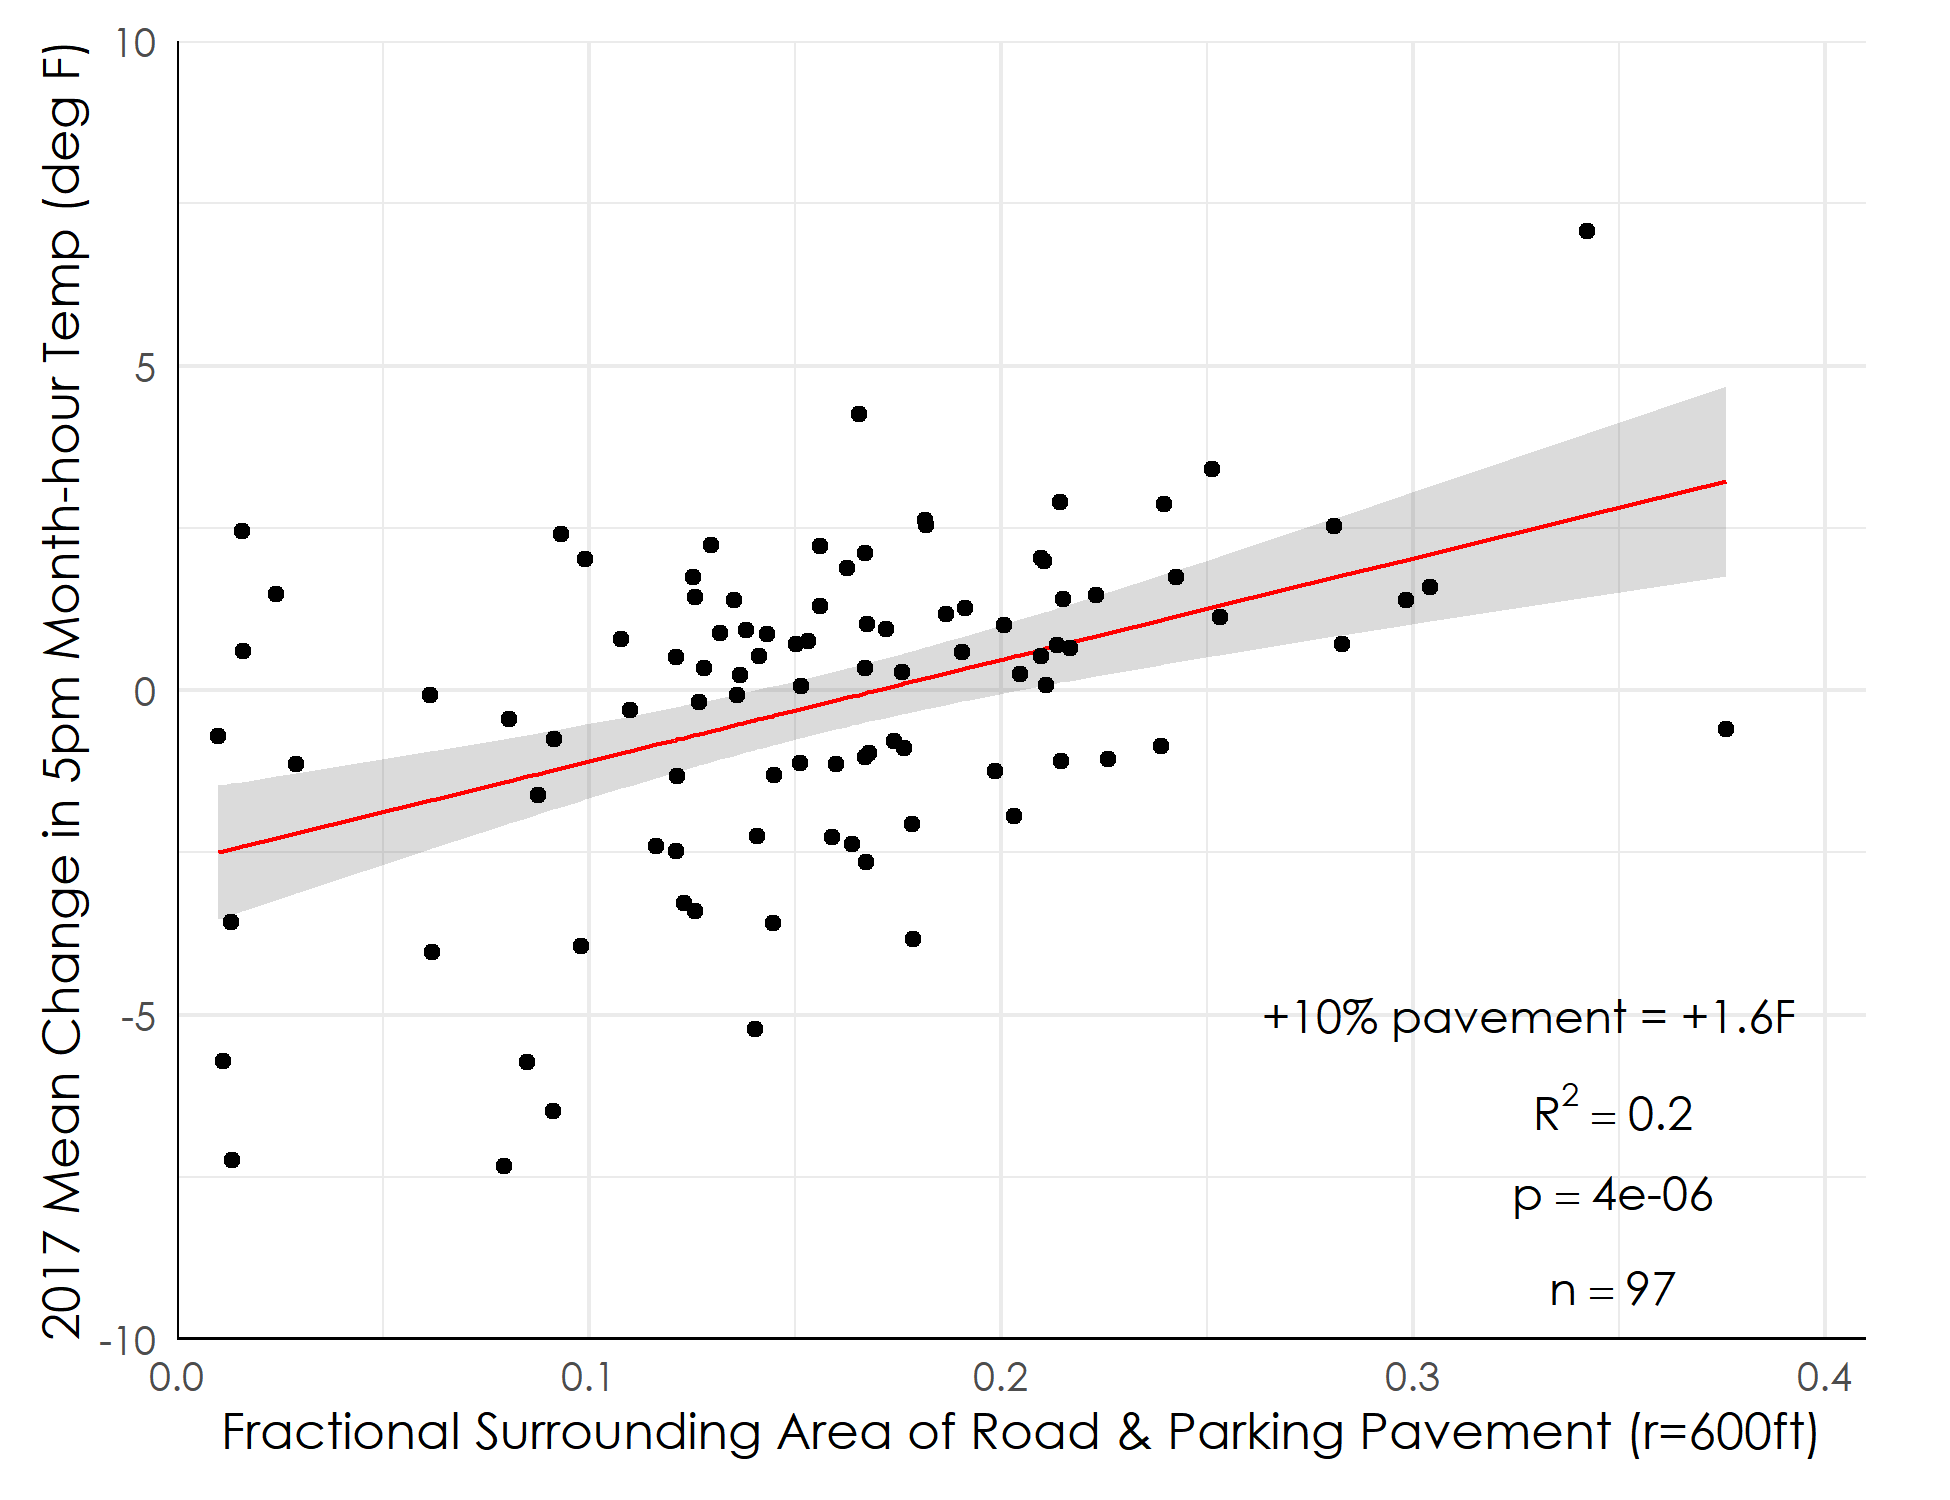 2017 Mean Change in 5pm Month-hour Temp (deg F)
10
5
0
-5
-10
+10% pavement = +1.6F
R² = 0.2
p = 4e-06
n = 97
0.0 0.1 0.2 0.3 0.4
Fractional Surrounding Area of Road & Parking Pavement (r=600ft)